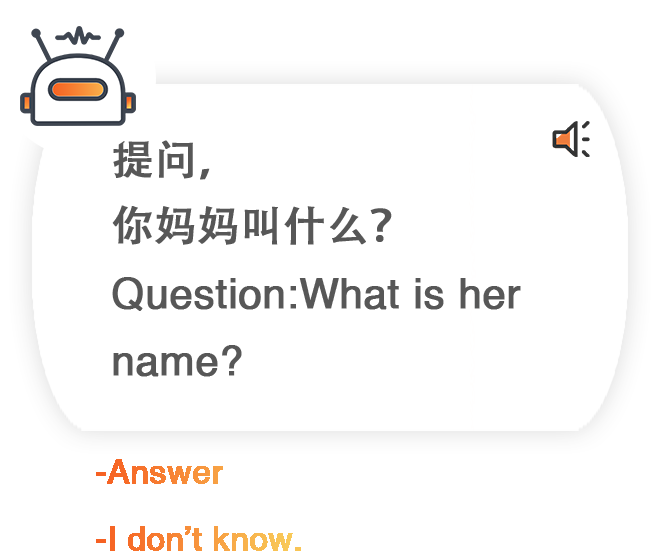 提问,
你妈妈叫什么?
Question:What is her
name?
-Answer
-I don't know.